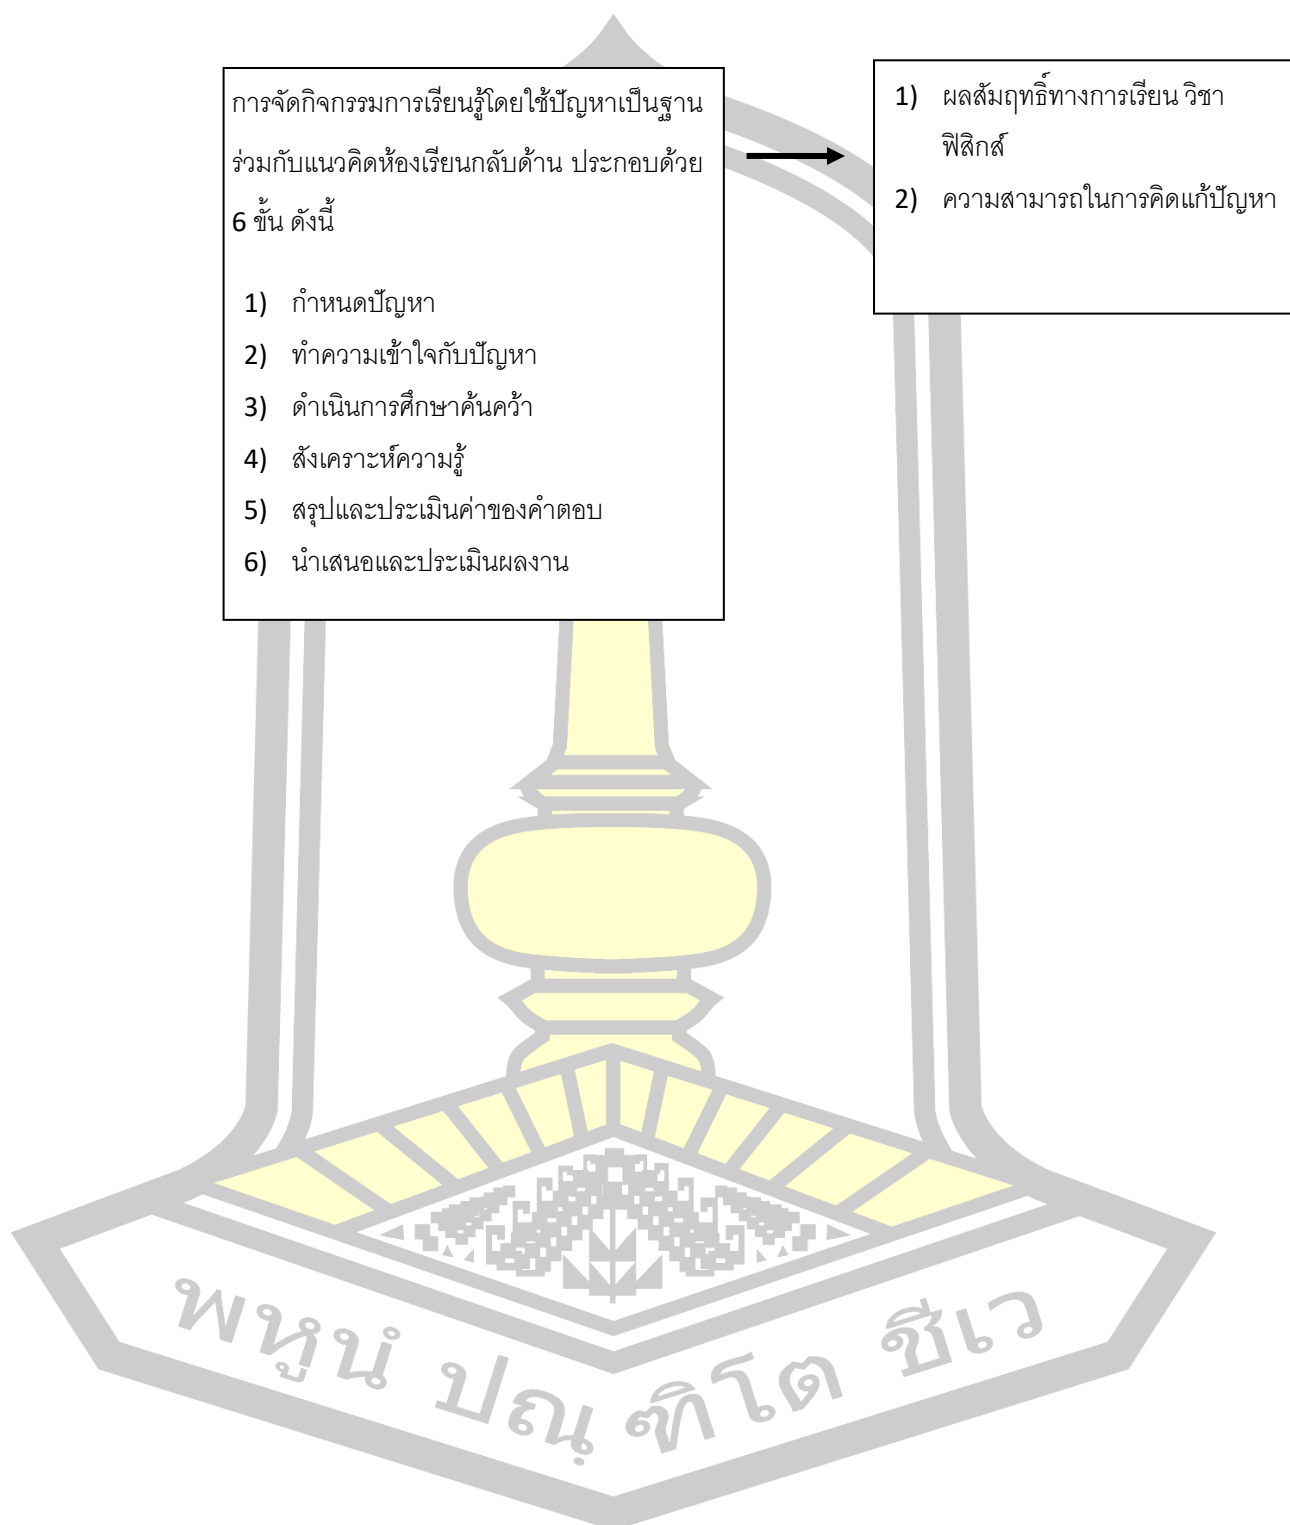 การจัดกิจกรรมการเรียนรู้โดยใช้ปัญหาเป็นฐาน
ร่วมกับแนวคิดห้องเรียนกลับด้าน ประกอบด้วย
6 ขั้น ดังนี้
1) กำหนดปัญหา
2) ทำความเข้าใจกับปัญหา
3) ดำเนินการศึกษาค้นคว้า
4) สังเคราะห์ความรู้
5) สรุปและประเมินค่าของคำตอบ
6) นำเสนอและประเมินผลงาน
1) ผลสัมฤทธิ์ทางการเรียน วิชา
ฟิสิกส์
2) ความสามารถในการคิดแก้ปัญหา
พหูนํ ปณฺ ฑิโต ชีเว